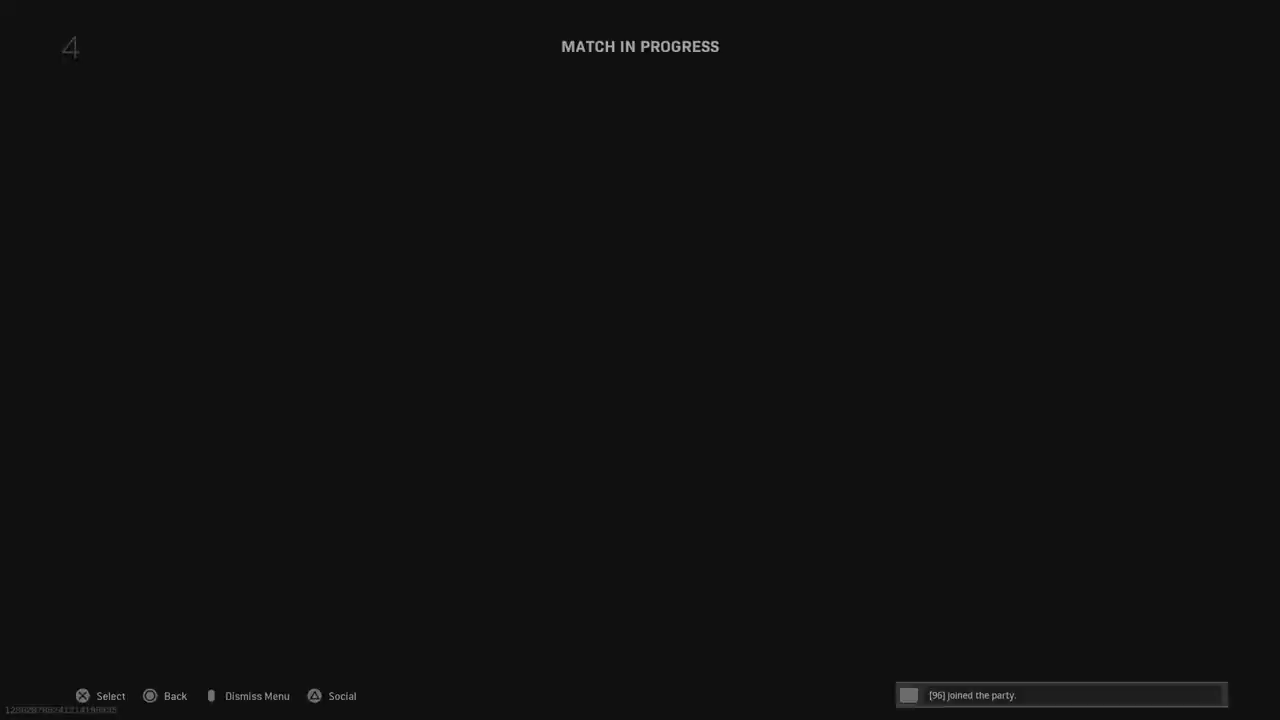 4
MATCH IN PROGRESS
Select Back Dismiss Menu Social
[96] joined the party.